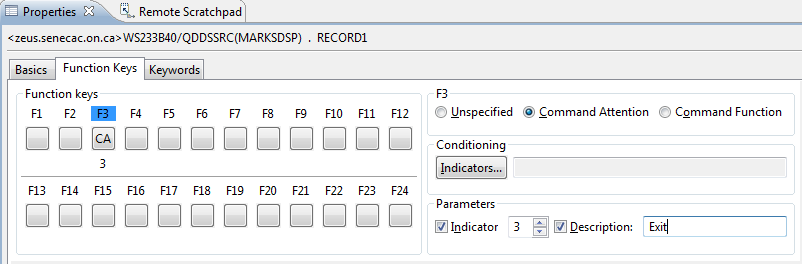 Properties Remote Scratchpad
<zeus.senecac.on.ca>WS233B40/QDDSSRC(MARKSDSP) . RECORD1
Basics Function Keys Keywords
Function keys
F1 F2 F3 F4 F5 F6 F7 F8 F9 F10 F11 F12
CA
3
F13 F14 F15 F16 F17 F18 F19 F20 F21 F22 F23 F24
F3
Unspecified Command Attention Command Function
Conditioning
Indicators...
Parameters
Indicator 3 Description: Exit